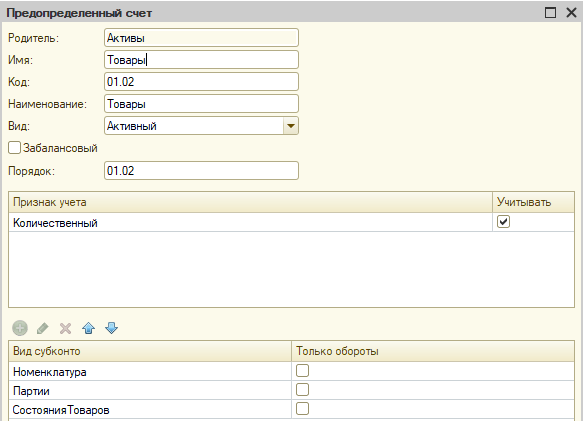 Предопределенный счет
Родитель: Активы
Имя: Товары
Код: 01.02
Наименование: Товары
Вид: Активный
Забалансовый
Порядок: 01.02
Признак учета Учитывать
Количественный
Вид субконто Только обороты
Номенклатура
Партии
СостоянияТоваров